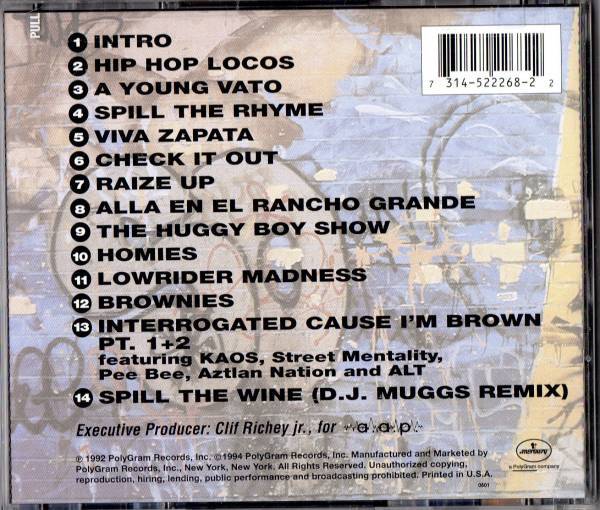 PULL
1 INTRO
2 HIP HOP LOCOS
3 A YOUNG VATO
4 SPILL THE RHYME
5 VIVA ZAPATA
6 CHECK IT OUT
7 RAIZE UP
8 ALLA EN EL RANCHO GRANDE
9 THE HUGGY BOY SHOW
10 HOMIES
11 LOWRIDER MADNESS
12 BROWNIES
13 INTERROGATED CAUSE I'M BROWN
PT. 1+2
featuring KAOS, Street Mentality,
Pee Bee, Aztlan Nation and ALT
14 SPILL THE WINE (D.J. MUGGS REMIX)
7 314-522268-2 2
Executive Producer: Clif Richey jr., for a.a.p.
℗ 1992 PolyGram Records, Inc. ©1994 PolyGram Records, Inc. Manufactured and Marketed by
PolyGram Records, Inc., New York, New York. All Rights Reserved. Unauthorized copying,
reproduction, hiring, lending, public performance and broadcasting prohibited. Printed in U.S.A.
mercury
a PolyGram company
0601